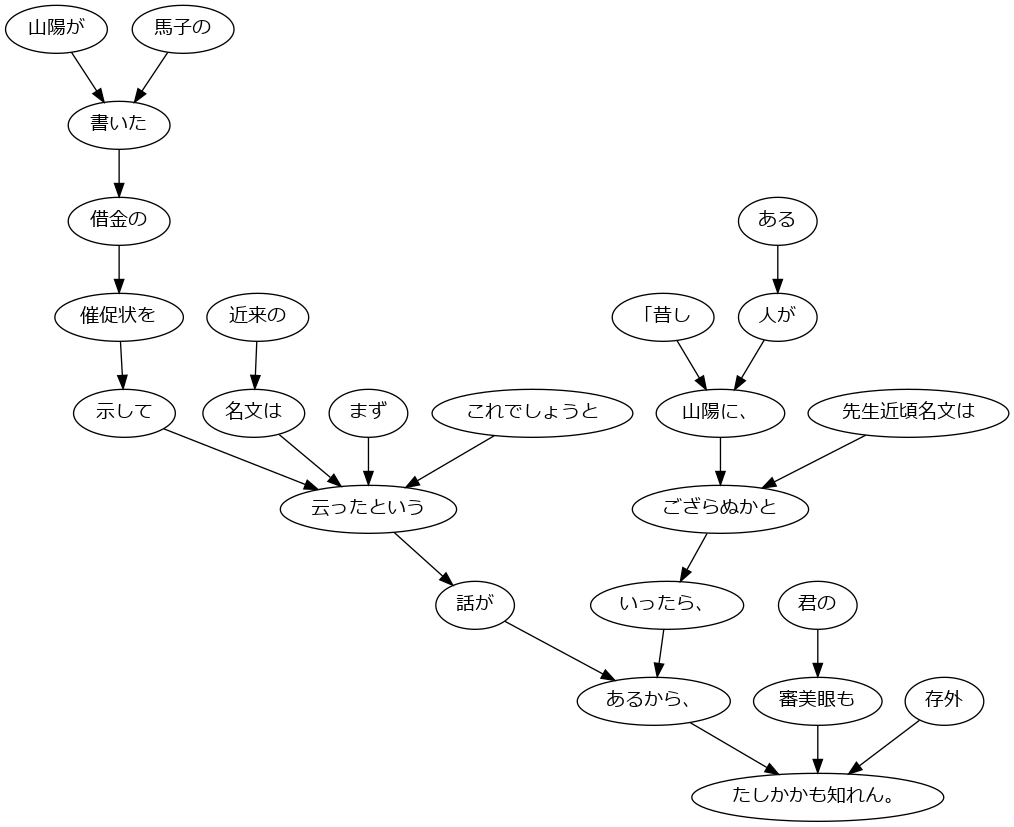 山陽が
馬子の
書いた
借金の
ある
催促状を
近来の
「昔し
人が
示して
名文は
まず
これでしょうと
山陽に、
先生近頃名文は
云ったという
ござらぬかと
話が
いったら、
君の
あるから、
審美眼も
存外
たしかかも知れん。